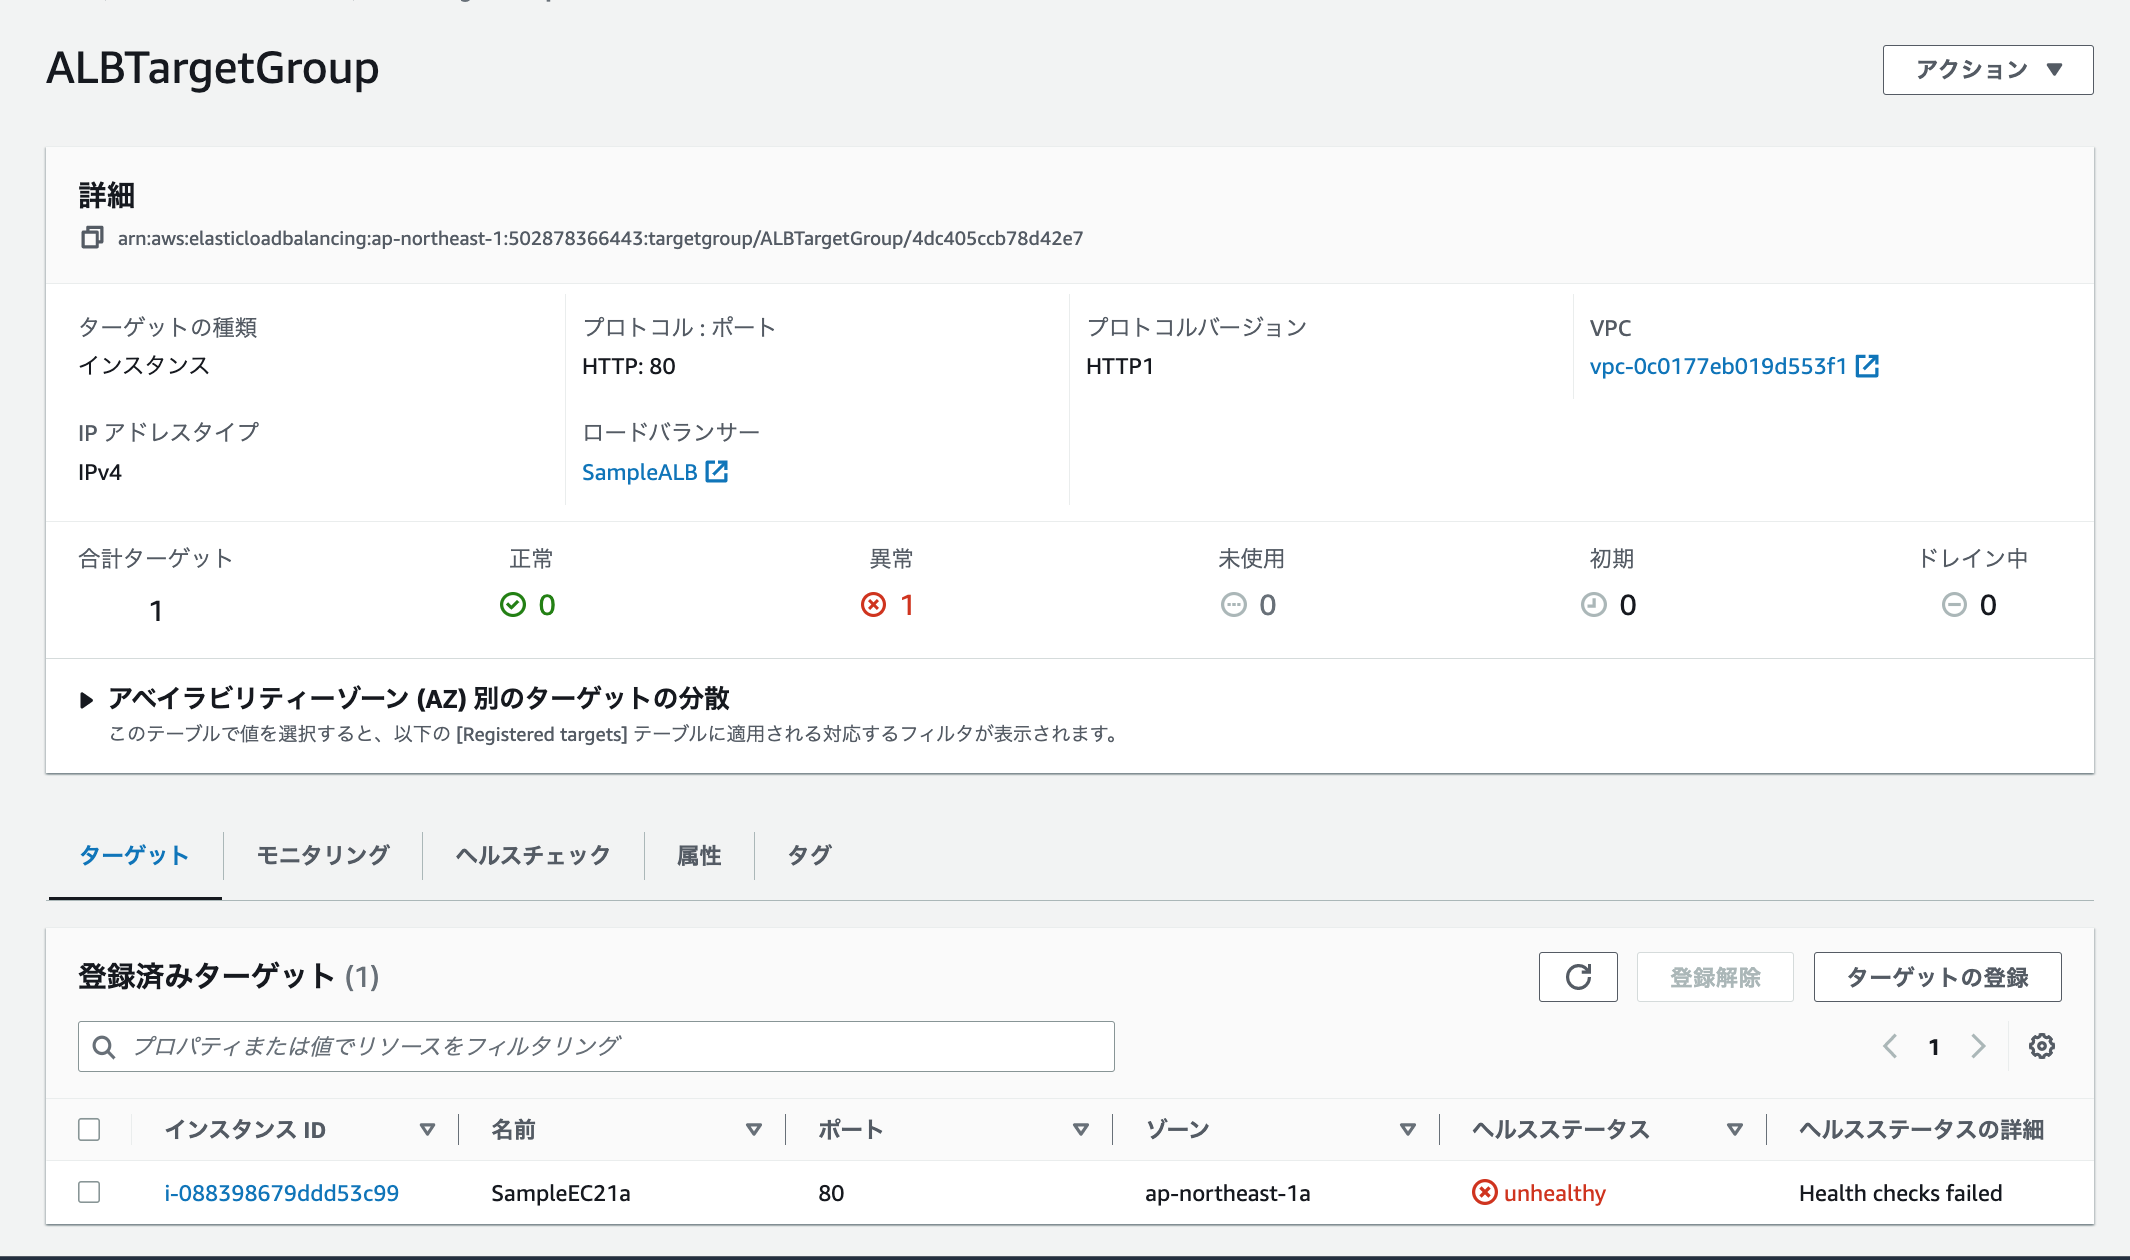 ALBTargetGroup
アクション
詳細
arn:aws:elasticloadbalancing:ap-northeast-1:502878366443:targetgroup/ALBTargetGroup/4dc405ccb78d42e7
ターゲットの種類
インスタンス
プロトコル : ポート
HTTP: 80
プロトコルバージョン
HTTP1
VPC
vpc-0c0177eb019d553f1
IP アドレスタイプ
IPv4
ロードバランサー
SampleALB
合計ターゲット
1
正常
0
異常
1
未使用
0
初期
0
ドレイン中
0
アベイラビリティーゾーン (AZ) 別のターゲットの分散
このテーブルで値を選択すると、以下の [Registered targets] テーブルに適用される対応するフィルタが表示されます。
ターゲット
モニタリング
ヘルスチェック
属性
タグ
登録済みターゲット (1)
登録解除
ターゲットの登録
プロパティまたは値でリソースをフィルタリング
1
インスタンス ID 名前 ポート ゾーン ヘルスステータス ヘルスステータスの詳細
i-088398679ddd53c99 SampleEC21a 80 ap-northeast-1a unhealthy Health checks failed